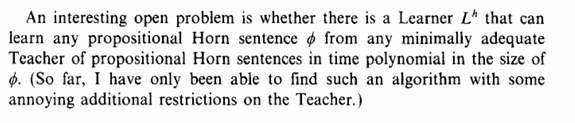 An interesting open problem is whether there is a Learner Lʰ that can
learn any propositional Horn sentence ϕ from any minimally adequate
Teacher of propositional Horn sentences in time polynomial in the size of
ϕ. (So far, I have only been able to find such an algorithm with some
annoying additional restrictions on the Teacher.)